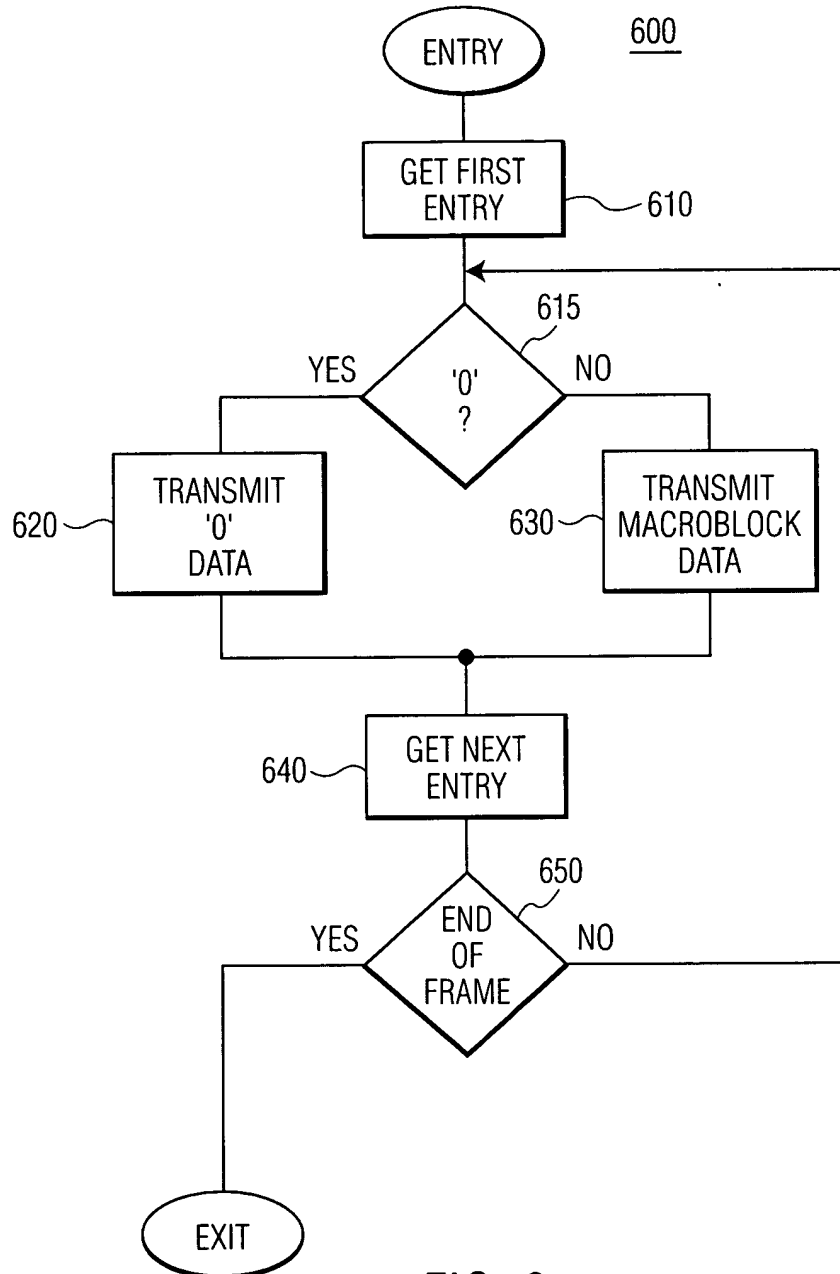 ENTRY
600
GET FIRST
ENTRY
610
615
YES
'0'
?
NO
TRANSMIT
'0'
DATA
620
TRANSMIT
MACROBLOCK
DATA
630
GET NEXT
ENTRY
640
650
YES
END
OF
FRAME
NO
EXIT